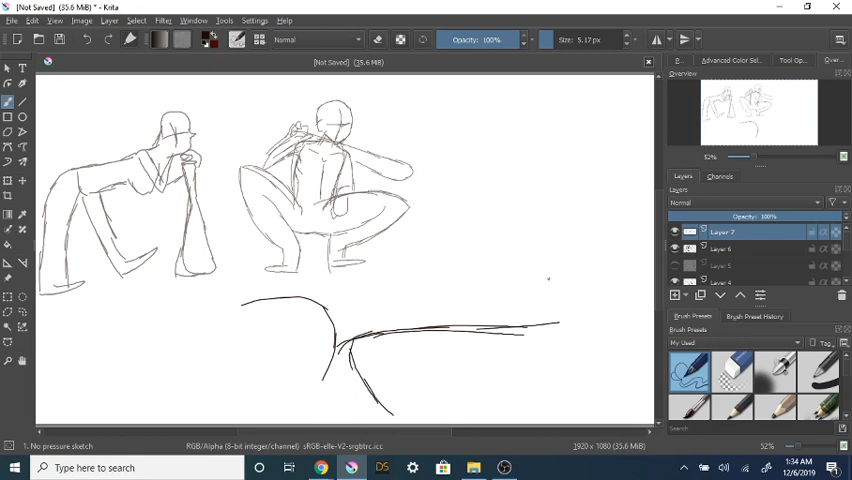 [Not Saved] (35.6 MiB) * - Krita
File Edit View Image Layer Select Filter Window Tools Settings Help
Normal
Opacity: 100%
Size: 5.17 px
[Not Saved] (35.6 MiB)
P... Advanced Color Sel... Tool Op... Over...
Overview
52%
Layers Channels
Layers
Normal
Opacity: 100%
Layer 7
Layer 6
Layer 5
Layer 4
Brush Presets Brush Preset History
My Used
Tag
Search
1. No pressure sketch
RGB/Alpha (8-bit integer/channel) sRGB-elle-V2-srgbtrc.icc
1920 x 1080 (35.6 MiB)
52%
Type here to search
DS
1:34 AM
12/6/2019